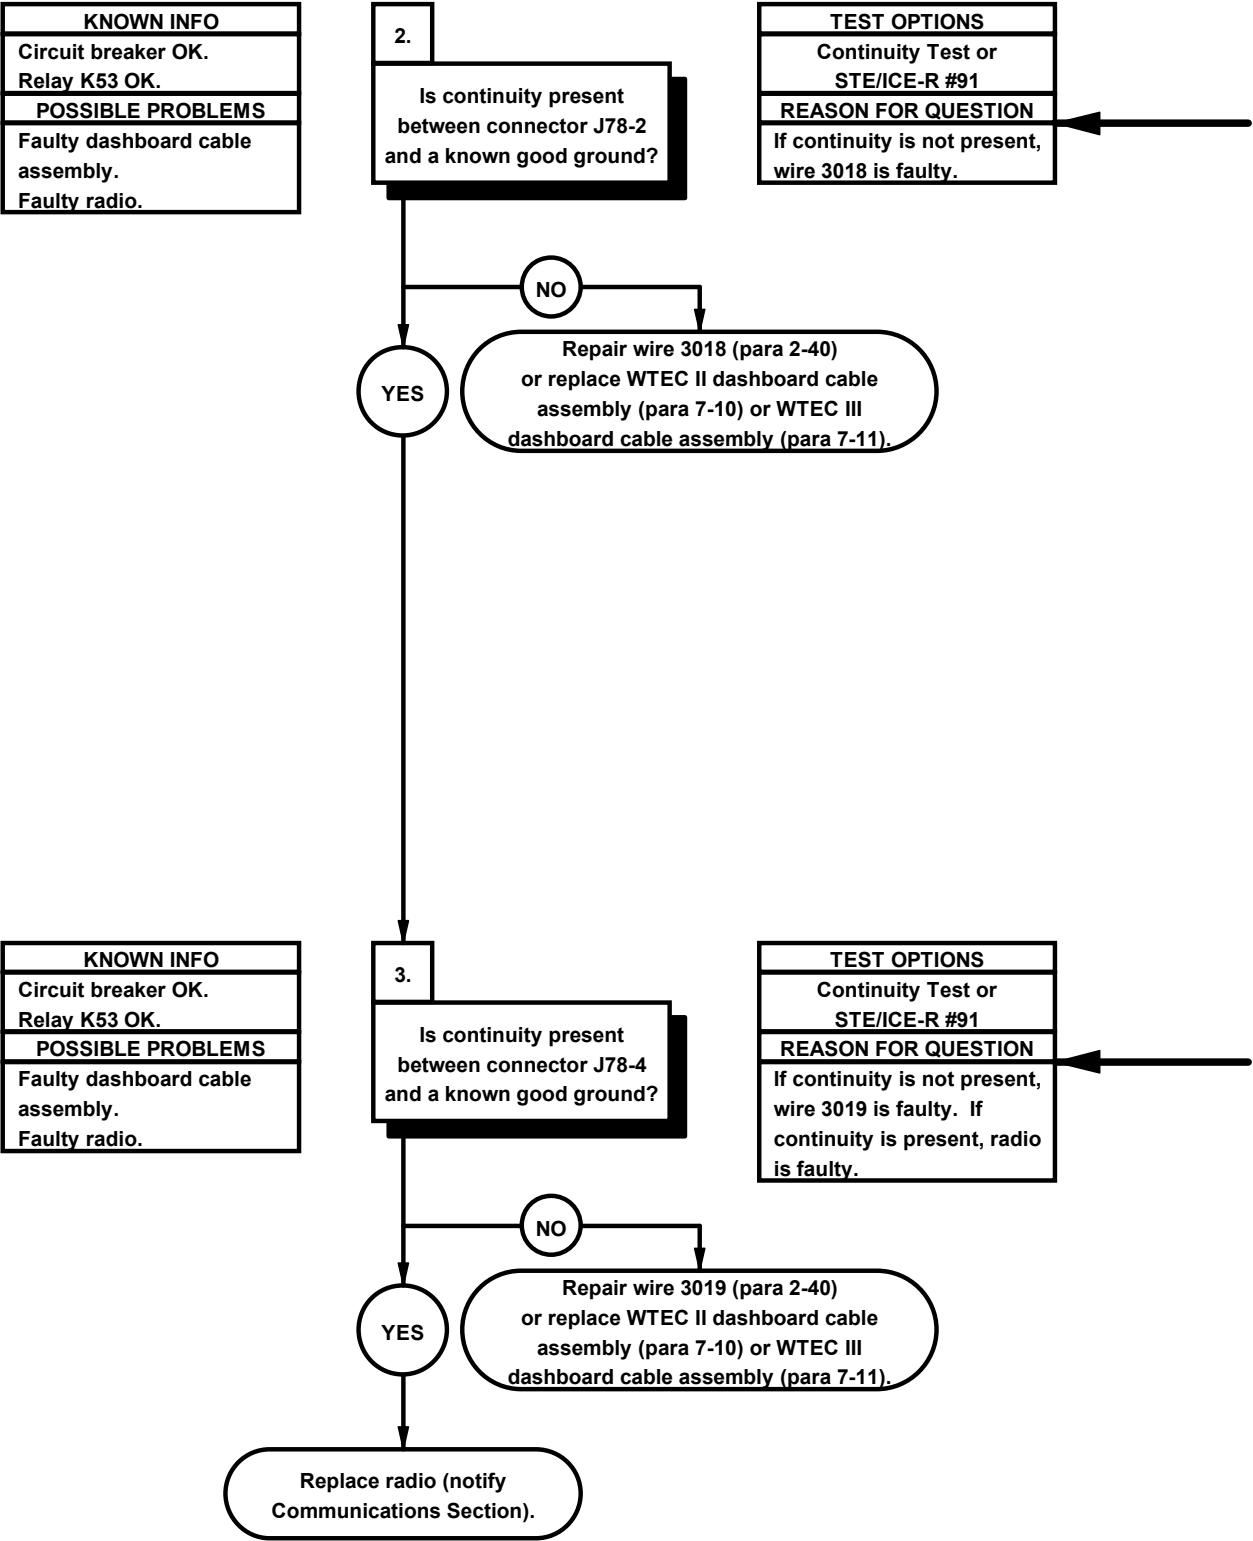 KNOWN INFO
Circuit breaker OK.
Relay K53 OK.
POSSIBLE PROBLEMS
Faulty dashboard cable
assembly.
Faulty radio.
2.
Is continuity present
between connector J78-2
and a known good ground?
TEST OPTIONS
Continuity Test or
STE/ICE-R #91
REASON FOR QUESTION
If continuity is not present,
wire 3018 is faulty.
NO
YES
Repair wire 3018 (para 2-40)
or replace WTEC II dashboard cable
assembly (para 7-10) or WTEC III
dashboard cable assembly (para 7-11).
KNOWN INFO
Circuit breaker OK.
Relay K53 OK.
POSSIBLE PROBLEMS
Faulty dashboard cable
assembly.
Faulty radio.
3.
Is continuity present
between connector J78-4
and a known good ground?
TEST OPTIONS
Continuity Test or
STE/ICE-R #91
REASON FOR QUESTION
If continuity is not present,
wire 3019 is faulty.  If
continuity is present, radio
is faulty.
NO
YES
Repair wire 3019 (para 2-40)
or replace WTEC II dashboard cable
assembly (para 7-10) or WTEC III
dashboard cable assembly (para 7-11).
Replace radio (notify
Communications Section).